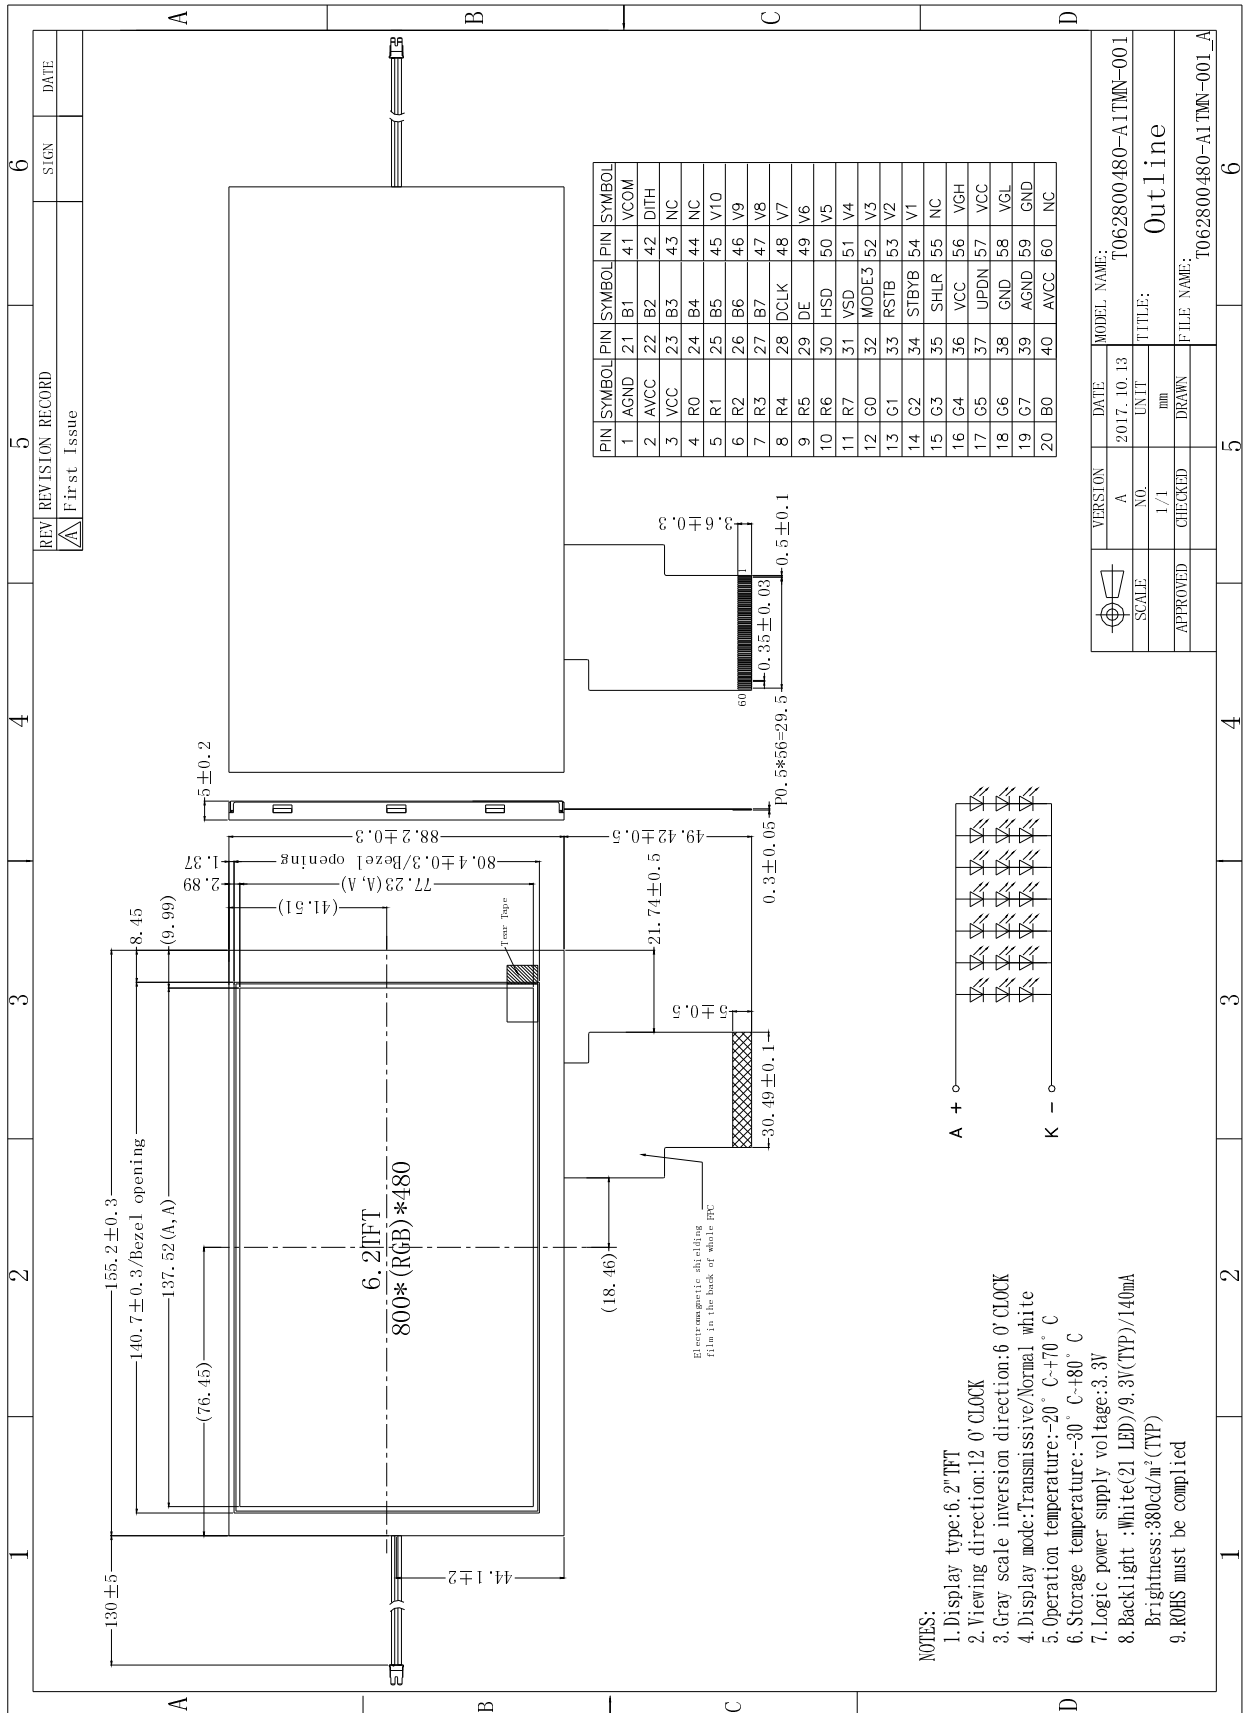 1
2
3
4
5
6
A
B
C
D
REV
REVISION RECORD
SIGN
DATE
A
First Issue
130±5
155.2±0.3
8.45
140.7±0.3/Bezel opening
(9.99)
137.52(A,A)
(76.45)
5±0.2
1.37
2.89
(41.51)
77.23(A,A)
80.4±0.3/Bezel opening
88.2±0.3
49.42±0.5
44.1±2
6.2TFT
800*(RGB)*480
Tear Tape
21.74±0.5
5±0.5
30.49±0.1
(18.46)
Electromagnetic shielding
film in the back of whole FPC
0.3±0.05
P0.5*56=29.5
0.35±0.03
0.5±0.1
3.6±0.3
60
1
PIN SYMBOL PIN SYMBOL PIN SYMBOL
1 AGND 21 B1 41 VCOM
2 AVCC 22 B2 42 DITH
3 VCC 23 B3 43 NC
4 R0 24 B4 44 NC
5 R1 25 B5 45 V10
6 R2 26 B6 46 V9
7 R3 27 B7 47 V8
8 R4 28 DCLK 48 V7
9 R5 29 DE 49 V6
10 R6 30 HSD 50 V5
11 R7 31 VSD 51 V4
12 G0 32 MODE3 52 V3
13 G1 33 RSTB 53 V2
14 G2 34 STBYB 54 V1
15 G3 35 SHLR 55 NC
16 G4 36 VCC 56 VGH
17 G5 37 UPDN 57 VCC
18 G6 38 GND 58 VGL
19 G7 39 AGND 59 GND
20 B0 40 AVCC 60 NC
A +
K -
NOTES:
1.Display type:6.2"TFT
2.Viewing direction:12 O'CLOCK
3.Gray scale inversion direction:6 O'CLOCK
4.Display mode:Transmissive/Normal white
5.Operation temperature:-20°C~+70°C
6.Storage temperature:-30°C~+80°C
7.Logic power supply voltage:3.3V
8.Backlight :White(21 LED)/9.3V(TYP)/140mA
Brightness:380cd/m²(TYP)
9.ROHS must be complied
VERSION
A
DATE
2017.10.13
MODEL NAME:
T062800480-A1TMN-001
SCALE
NO.
1/1
UNIT
mm
TITLE:
Outline
APPROVED
CHECKED
DRAWN
FILE NAME:
T062800480-A1TMN-001_A
A
B
C
D
1
2
3
4
5
6